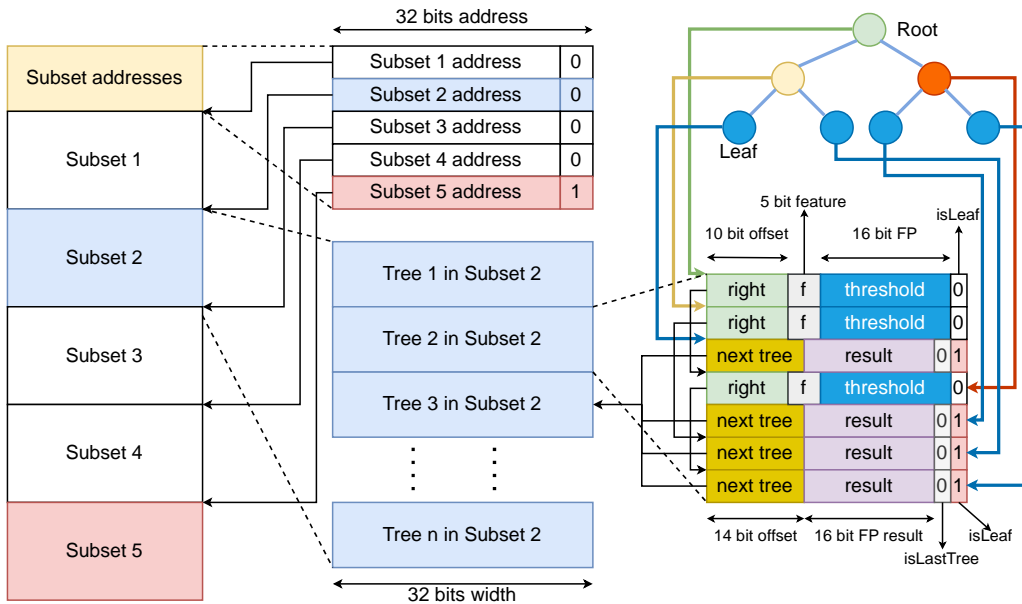 32 bits address
Subset addresses
Subset 1
Subset 2
Subset 3
Subset 4
Subset 5
Subset 1 address 0
Subset 2 address 0
Subset 3 address 0
Subset 4 address 0
Subset 5 address 1
Tree 1 in Subset 2
Tree 2 in Subset 2
Tree 3 in Subset 2
Tree n in Subset 2
32 bits width
Root
Leaf
5 bit feature
isLeaf
10 bit offset
16 bit FP
right f threshold 0
right f threshold 0
next tree result 0 1
right f threshold 0
next tree result 0 1
next tree result 0 1
next tree result 0 1
14 bit offset
16 bit FP result
isLeaf
isLastTree